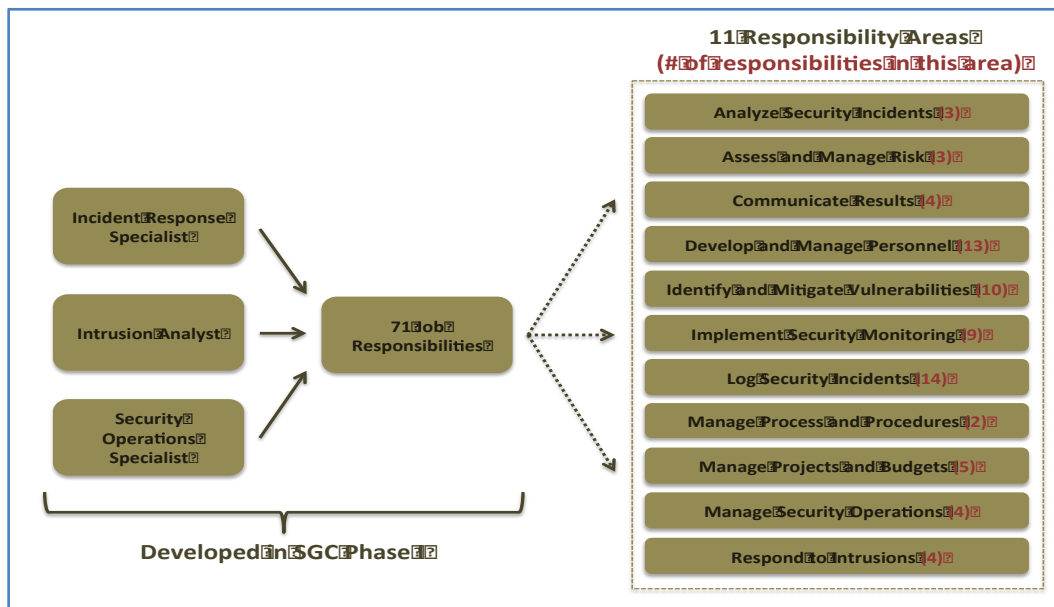 11 Responsibility Areas
(# of responsibilities in this area)
Analyze Security Incidents (3)
Assess and Manage Risk (3)
Communicate Results (4)
Develop and Manage Personnel (13)
Identify and Mitigate Vulnerabilities (10)
Implement Security Monitoring (9)
Log Security Incidents (14)
Manage Process and Procedures (2)
Manage Projects and Budgets (5)
Manage Security Operations (4)
Respond to Intrusions (4)
Incident Response
Specialist
Intrusion Analyst
Security
Operations
Specialist
71 Job
Responsibilities
Developed in SGC Phase I